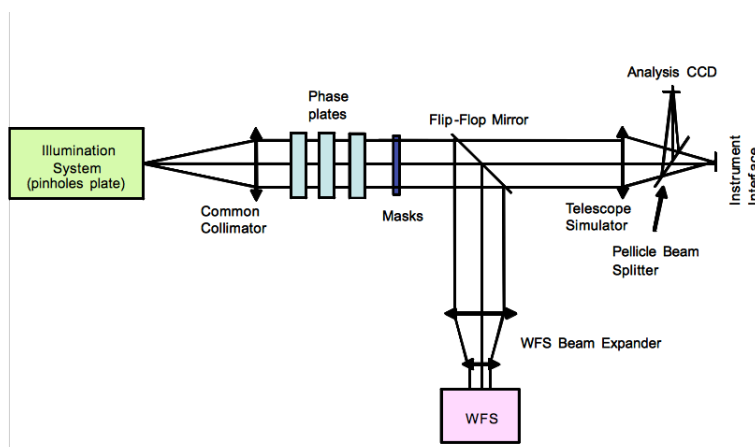 Analysis CCD
Phase
plates
Flip-Flop Mirror
Illumination
System
(pinholes plate)
Instrument
Interface
Common
Collimator
Masks
Telescope
Simulator
Pellicle Beam
Splitter
WFS Beam Expander
WFS